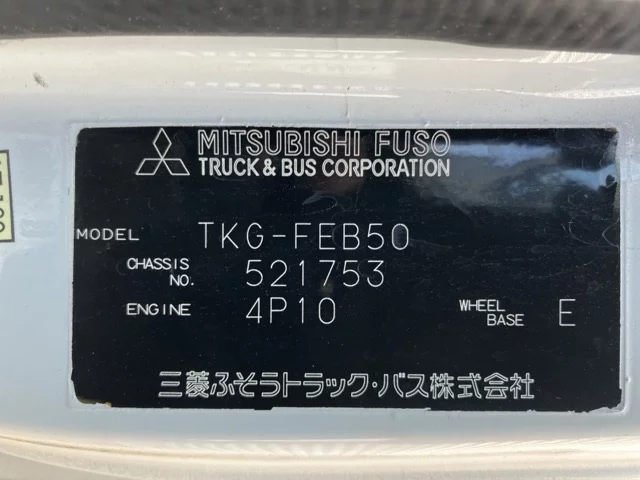 MITSUBISHI FUSO
TRUCK & BUS CORPORATION
MODEL TKG-FEB50
CHASSIS NO. 521753
ENGINE 4P10 WHEEL BASE E
三菱ふそうトラック・バス株式会社